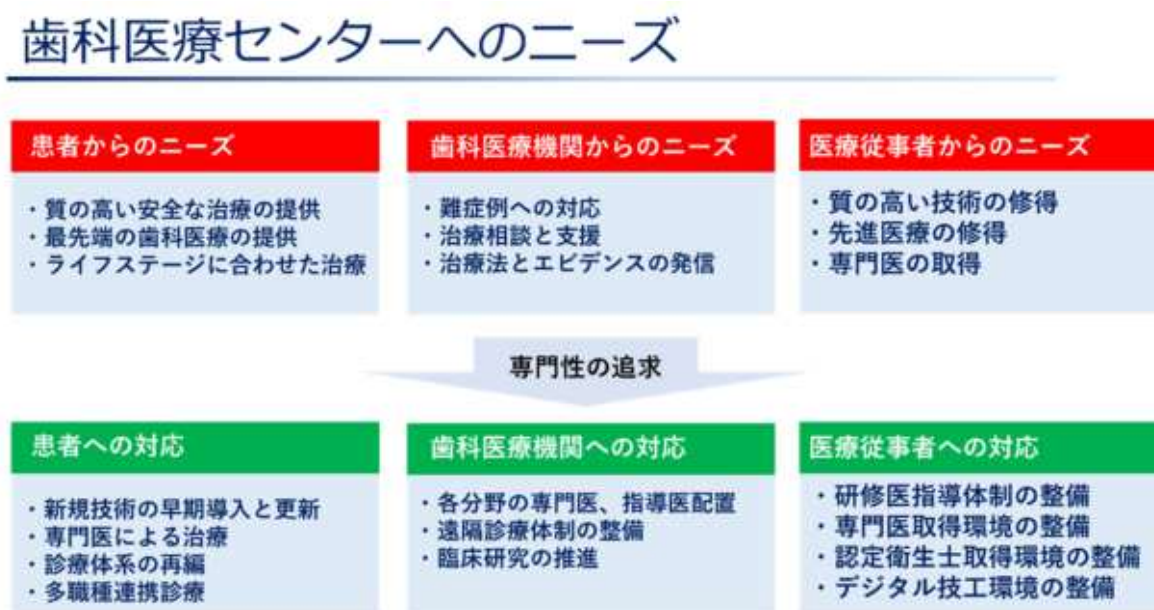 歯科医療センターへのニーズ
患者からのニーズ
・質の高い安全な治療の提供
・最先端の歯科医療の提供
・ライフステージに合わせた治療
歯科医療機関からのニーズ
・難症例への対応
・治療相談と支援
・治療法とエビデンスの発信
医療従事者からのニーズ
・質の高い技術の修得
・先進医療の修得
・専門医の取得
専門性の追求
患者への対応
・新規技術の早期導入と更新
・専門医による治療
・診療体系の再編
・多職種連携診療
歯科医療機関への対応
・各分野の専門医、指導医配置
・遠隔診療体制の整備
・臨床研究の推進
医療従事者への対応
・研修医指導体制の整備
・専門医取得環境の整備
・認定衛生士取得環境の整備
・デジタル技工環境の整備